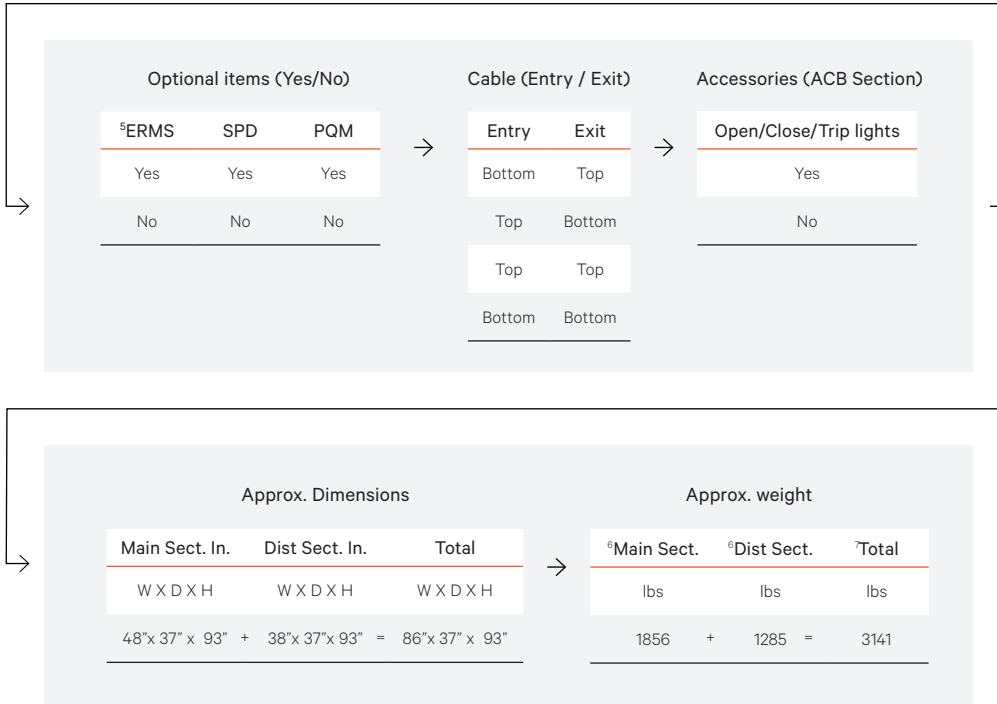 Optional items (Yes/No)
Cable (Entry / Exit)
Accessories (ACB Section)
⁵ERMS SPD PQM
Entry Exit
Open/Close/Trip lights
Yes Yes Yes
Bottom Top
Yes
No No No
Top Bottom
No
Top Top
Bottom Bottom
Approx. Dimensions
Approx. weight
Main Sect. In. Dist Sect. In. Total
⁶Main Sect. ⁶Dist Sect. ⁷Total
W X D X H W X D X H W X D X H
lbs lbs lbs
48”x 37” x 93” + 38”x 37”x 93” = 86”x 37” x 93”
1856 + 1285 = 3141